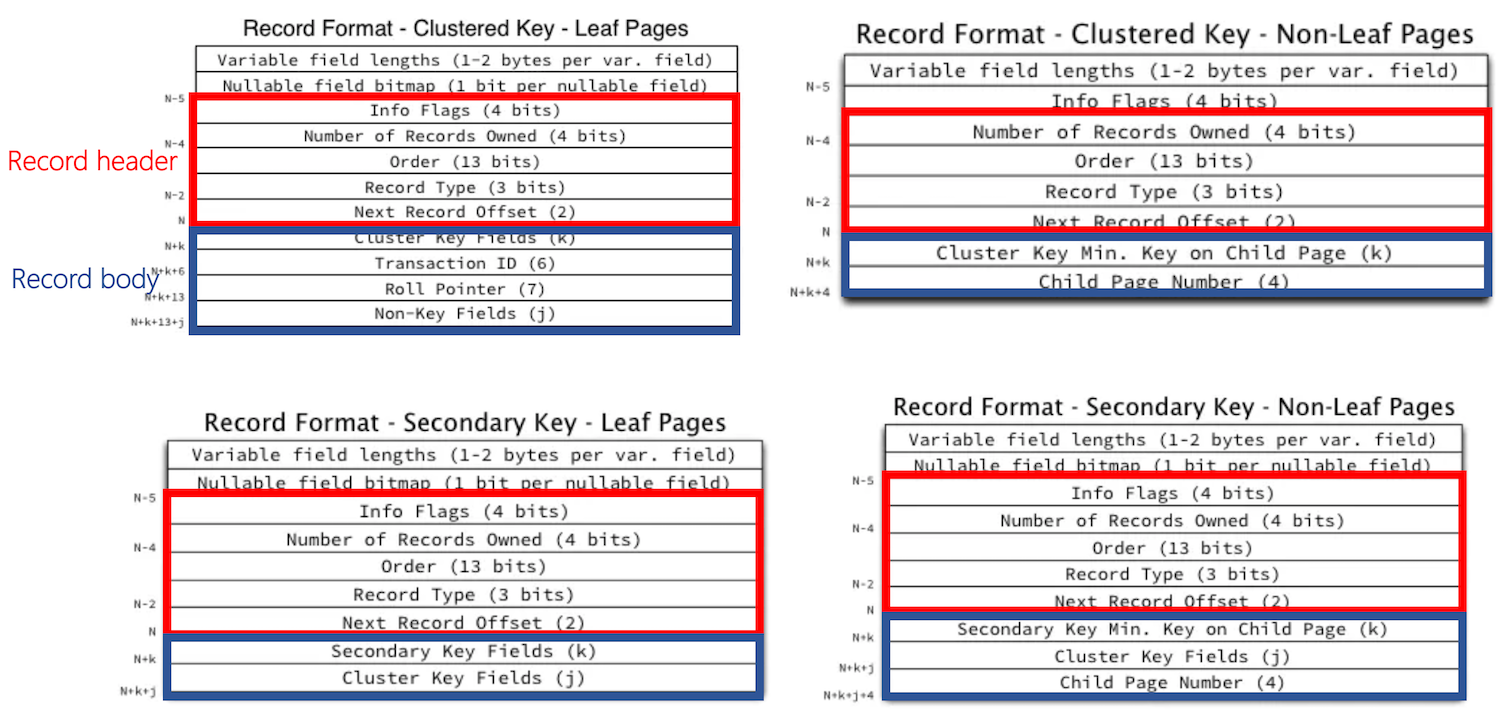 Record Format - Clustered Key - Leaf Pages
Variable field lengths (1-2 bytes per var. field)
Nullable field bitmap (1 bit per nullable field)
N-5
Info Flags (4 bits)
Number of Records Owned (4 bits)
N-4
Record header
Order (13 bits)
Record Type (3 bits)
N-2
Next Record Offset (2)
N
Cluster Key Fields (k)
N+k
Transaction ID (6)
N+k+6
Record body
Roll Pointer (7)
N+k+13
Non-Key Fields (j)
N+k+13+j
Record Format - Clustered Key - Non-Leaf Pages
Variable field lengths (1-2 bytes per var. field)
N-5
Info Flags (4 bits)
Number of Records Owned (4 bits)
N-4
Order (13 bits)
Record Type (3 bits)
N-2
Next Record Offset (2)
N
Cluster Key Min. Key on Child Page (k)
N+k
Child Page Number (4)
N+k+4
Record Format - Secondary Key - Leaf Pages
Variable field lengths (1-2 bytes per var. field)
Nullable field bitmap (1 bit per nullable field)
N-5
Info Flags (4 bits)
Number of Records Owned (4 bits)
N-4
Order (13 bits)
Record Type (3 bits)
N-2
Next Record Offset (2)
N
Secondary Key Fields (k)
N+k
Cluster Key Fields (j)
N+k+j
Record Format - Secondary Key - Non-Leaf Pages
Variable field lengths (1-2 bytes per var. field)
Nullable field bitmap (1 bit per nullable field)
N-5
Info Flags (4 bits)
Number of Records Owned (4 bits)
N-4
Order (13 bits)
Record Type (3 bits)
N-2
Next Record Offset (2)
N
Secondary Key Min. Key on Child Page (k)
N+k
Cluster Key Fields (j)
N+k+j
Child Page Number (4)
N+k+j+4